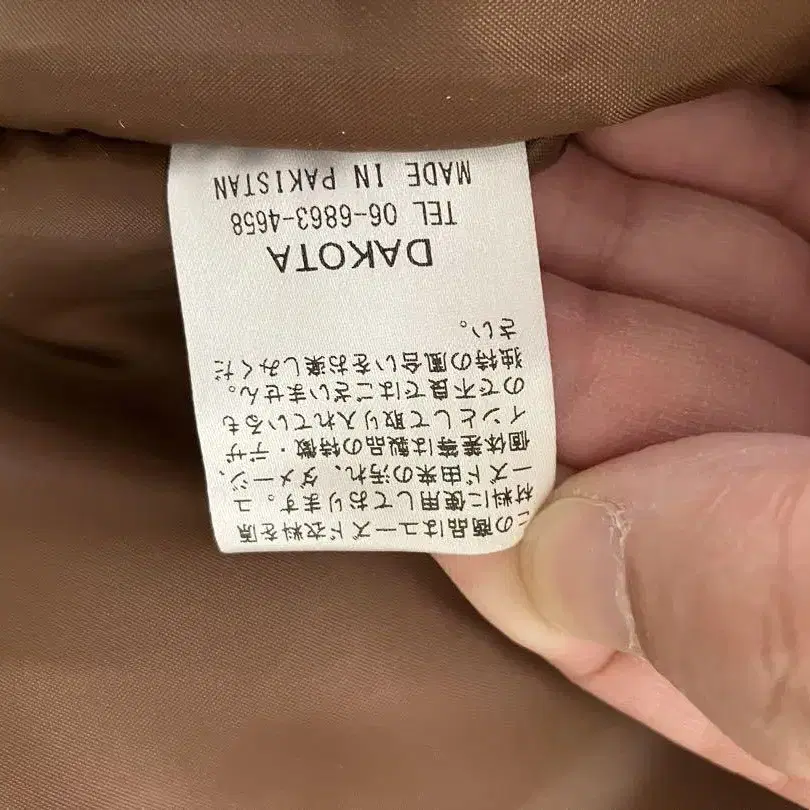 この商品はユーズド衣料を原
材料に使用しております。ユ
ーズド由来の汚れ、ダメージ、
個体差等は製品の特徴・デザ
インとして取り入れているも
ので不良ではございません。
独特の風合いをお楽しみくだ
さい。
DAKOTA
TEL 06-6863-4658
MADE IN PAKISTAN